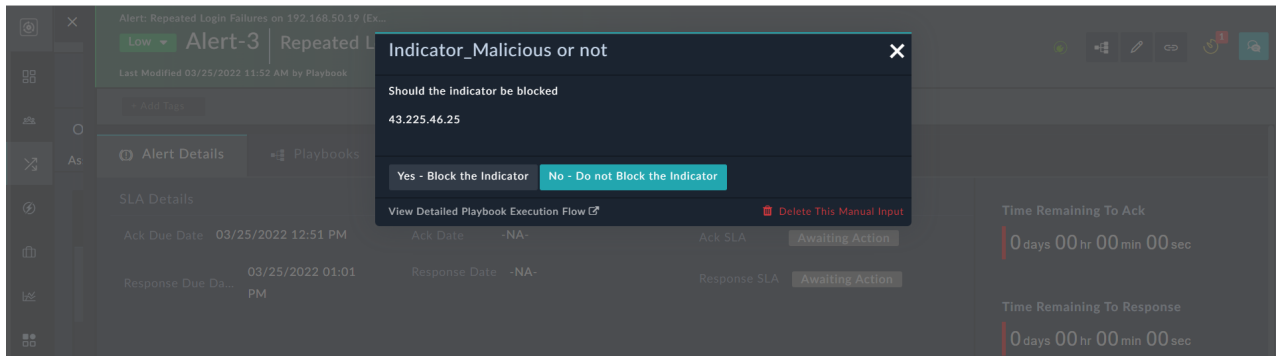 Alert: Repeated Login Failures on 192.168.50.19 (Ex...
Low Alert-3 Repeated L
Last Modified 03/25/2022 11:52 AM by Playbook
1
+ Add Tags
O
As
Alert Details Playbooks
Indicator_Malicious or not
Should the indicator be blocked
43.225.46.25
Yes - Block the Indicator No - Do not Block the Indicator
View Detailed Playbook Execution Flow Delete This Manual Input
SLA Details
Ack Due Date 03/25/2022 12:51 PM Ack Date -NA- Ack SLA Awaiting Action
Response Due Da... 03/25/2022 01:01
PM Response Date -NA- Response SLA Awaiting Action
Time Remaining To Ack
0 days 00 hr 00 min 00 sec
Time Remaining To Response
0 days 00 hr 00 min 00 sec